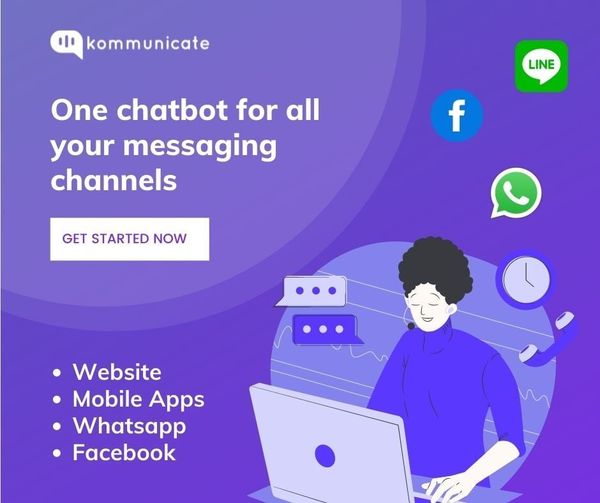 kommunicate
LINE
One chatbot for all
your messaging
channels
GET STARTED NOW
Website
Mobile Apps
Whatsapp
Facebook